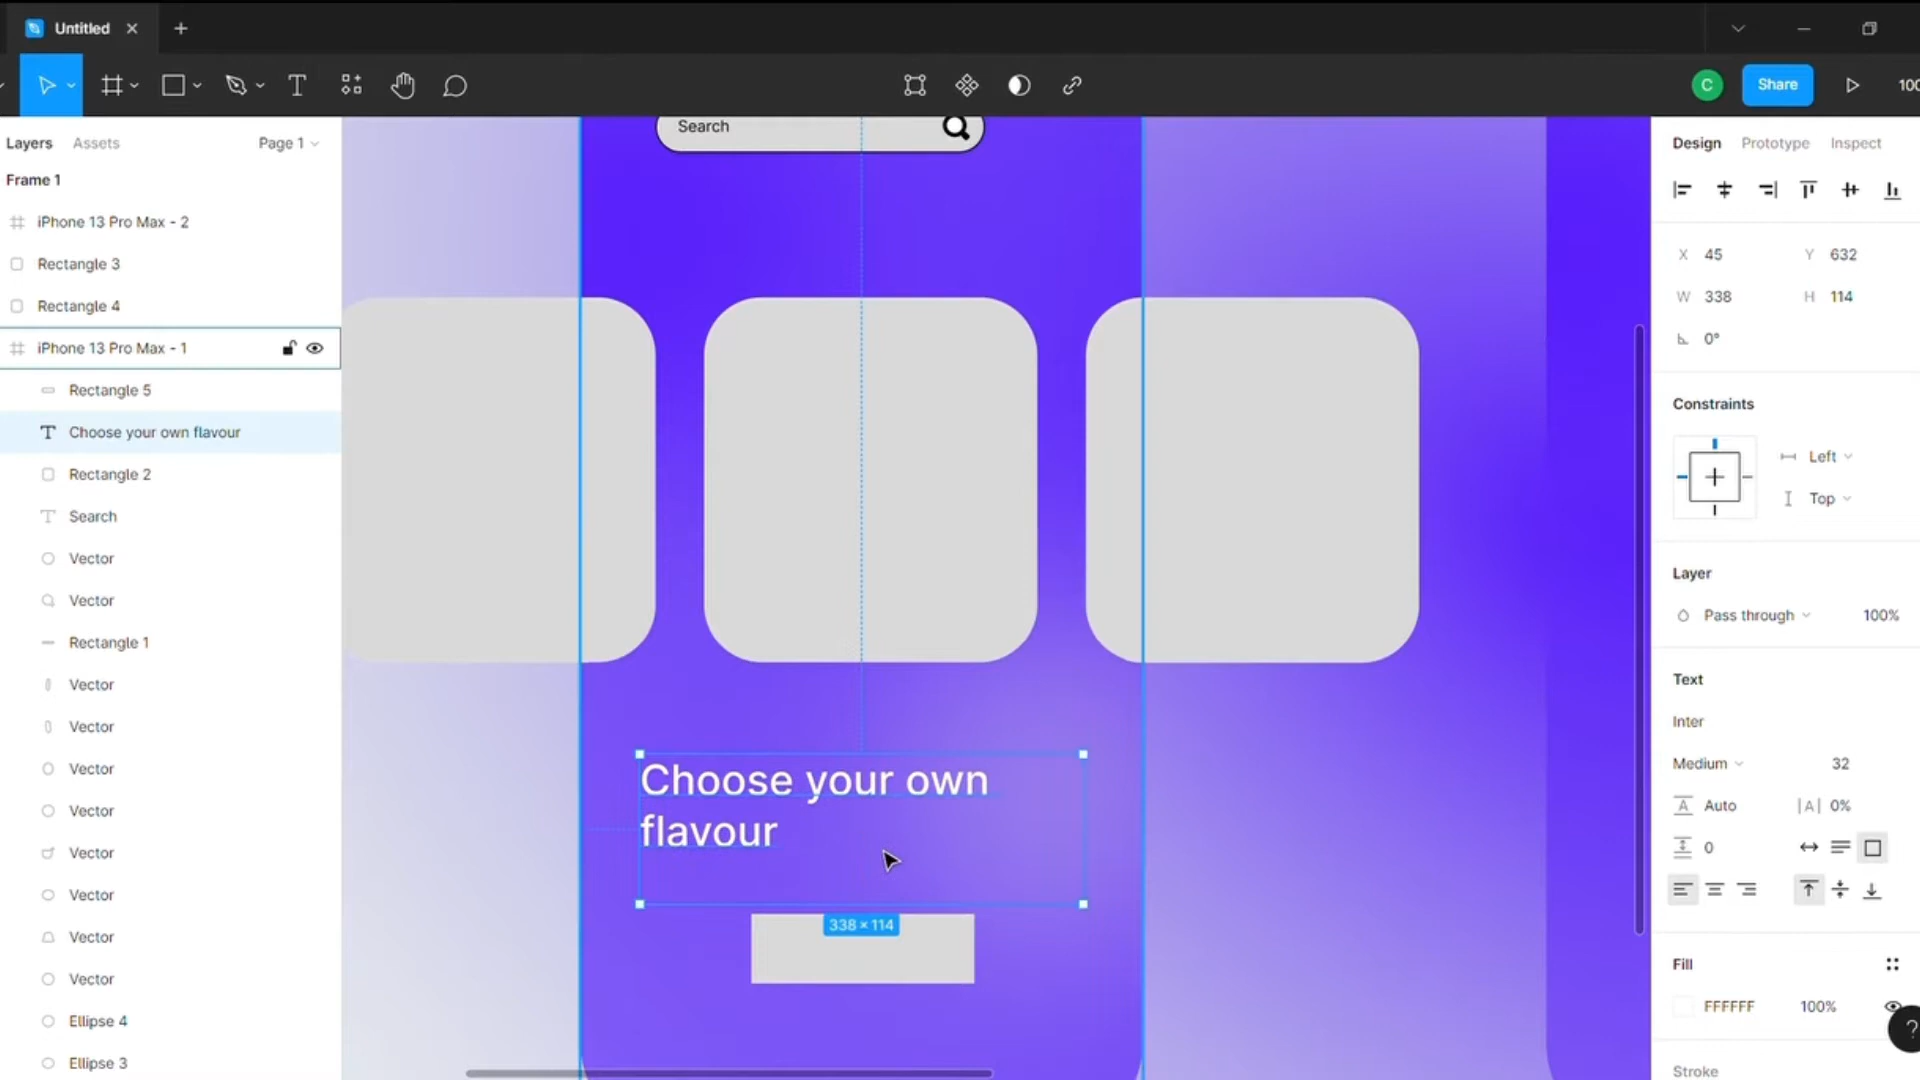 Untitled
C
Share
100
Layers
Assets
Page 1
Frame 1
iPhone 13 Pro Max - 2
Rectangle 3
Rectangle 4
iPhone 13 Pro Max - 1
Rectangle 5
Choose your own flavour
Rectangle 2
Search
Vector
Vector
Rectangle 1
Vector
Vector
Vector
Vector
Vector
Vector
Vector
Vector
Ellipse 4
Ellipse 3
Search
Choose your own
flavour
338 × 114
Design
Prototype
Inspect
X 45
Y 632
W 338
H 114
0°
Constraints
Left
Top
Layer
Pass through
100%
Text
Inter
Medium
32
Auto
|A| 0%
0
Fill
FFFFFF
100%
?
Stroke